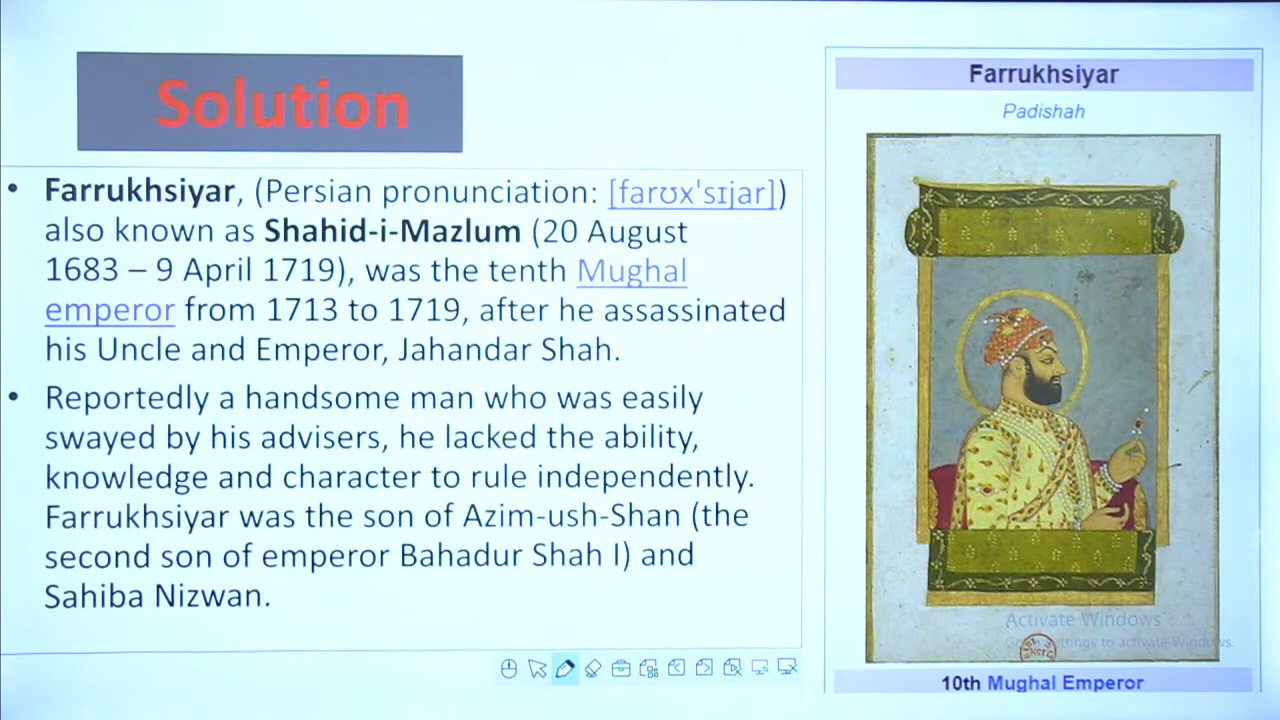 Solution
• Farrukhsiyar, (Persian pronunciation: [farʊx'sɪjar])
also known as Shahid-i-Mazlum (20 August
1683 – 9 April 1719), was the tenth Mughal
emperor from 1713 to 1719, after he assassinated
his Uncle and Emperor, Jahandar Shah.
• Reportedly a handsome man who was easily
swayed by his advisers, he lacked the ability,
knowledge and character to rule independently.
Farrukhsiyar was the son of Azim-ush-Shan (the
second son of emperor Bahadur Shah I) and
Sahiba Nizwan.
Farrukhsiyar
Padishah
Activate Windows
Go to Settings to activate Windows.
10th Mughal Emperor